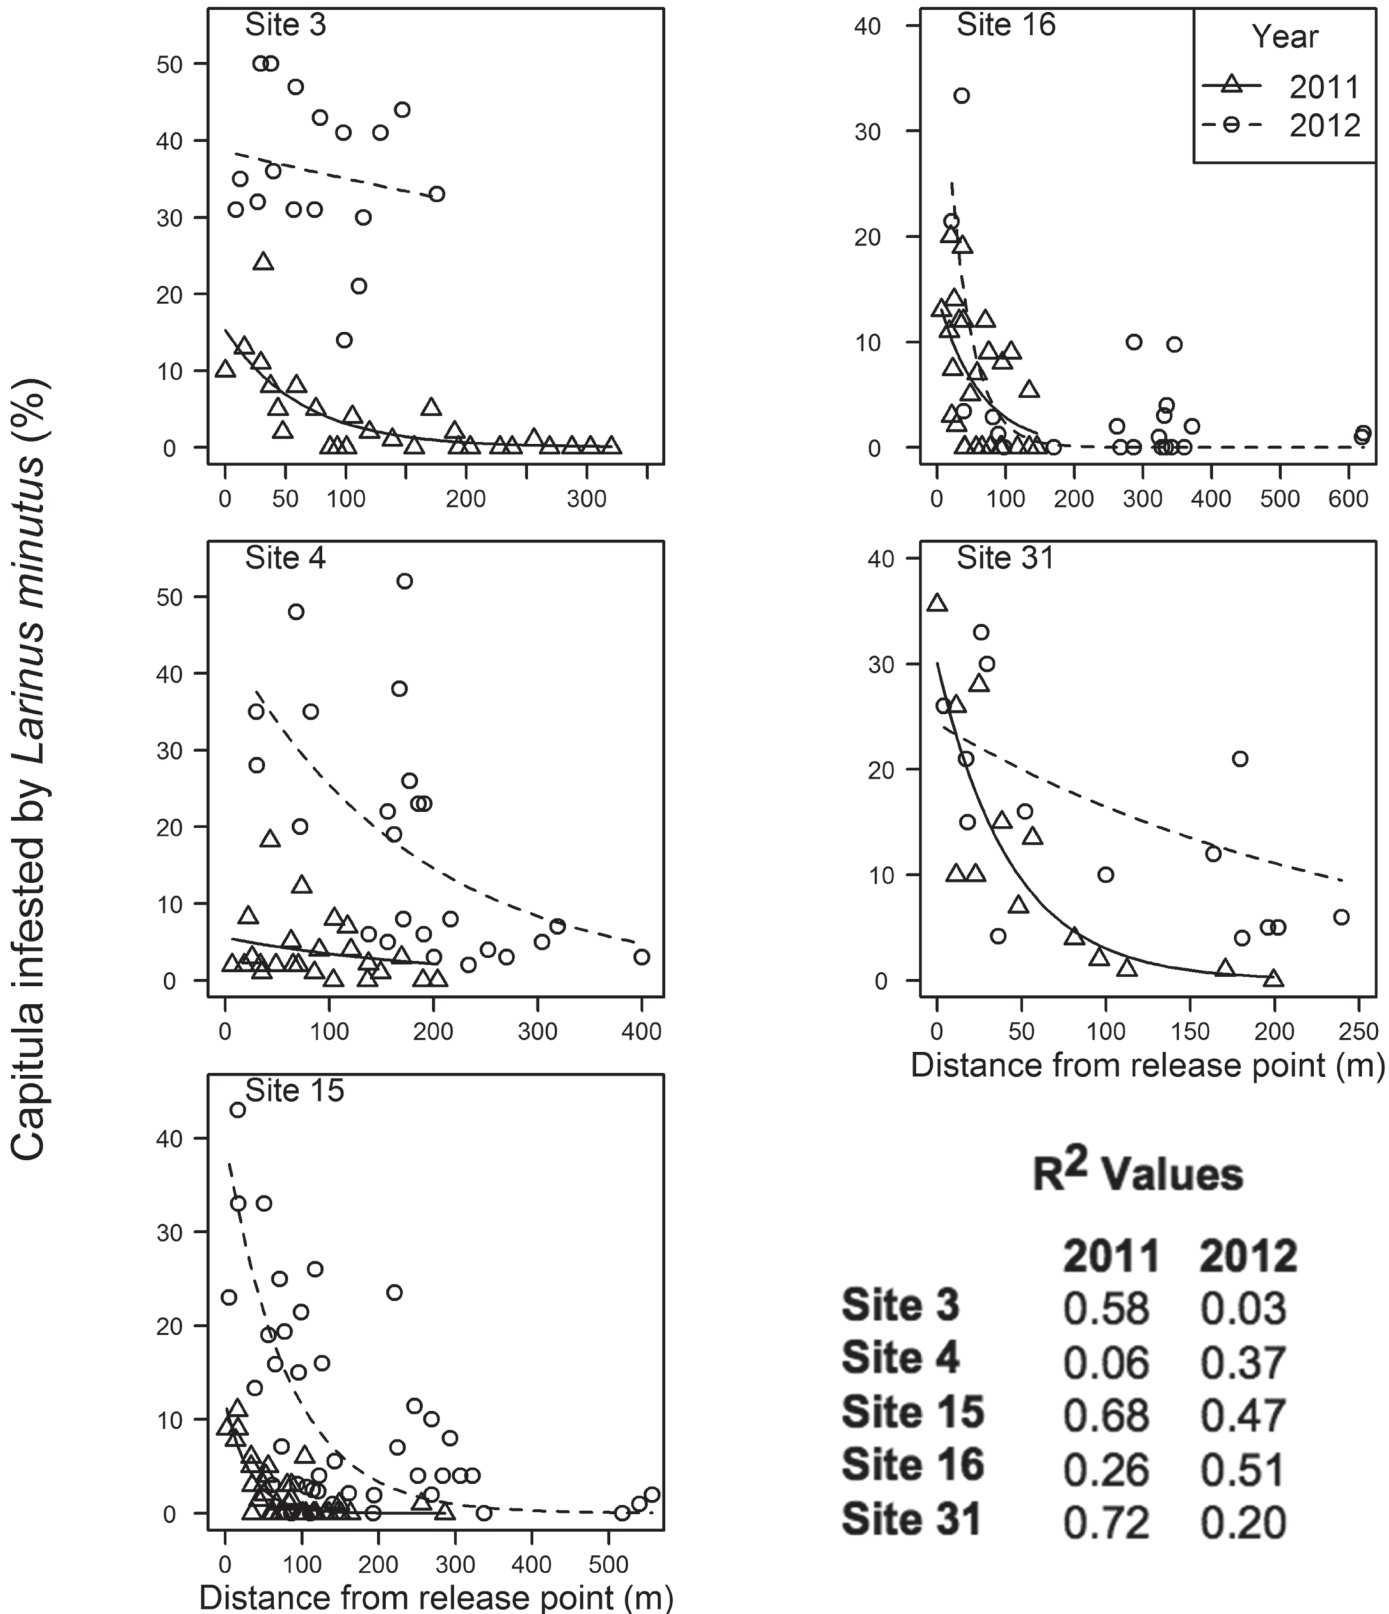 Capitula infested by Larinus minutus (%)
Site 3
50
40
30
20
10
0
0 50 100 200 300
Site 16
40
30
20
10
0
0 100 200 300 400 500 600
Year
2011
2012
Site 4
50
40
30
20
10
0
0 100 200 300 400
Site 31
40
30
20
10
0
0 50 100 150 200 250
Distance from release point (m)
Site 15
40
30
20
10
0
0 100 200 300 400 500
Distance from release point (m)
R² Values
2011 2012
Site 3 0.58 0.03
Site 4 0.06 0.37
Site 15 0.68 0.47
Site 16 0.26 0.51
Site 31 0.72 0.20